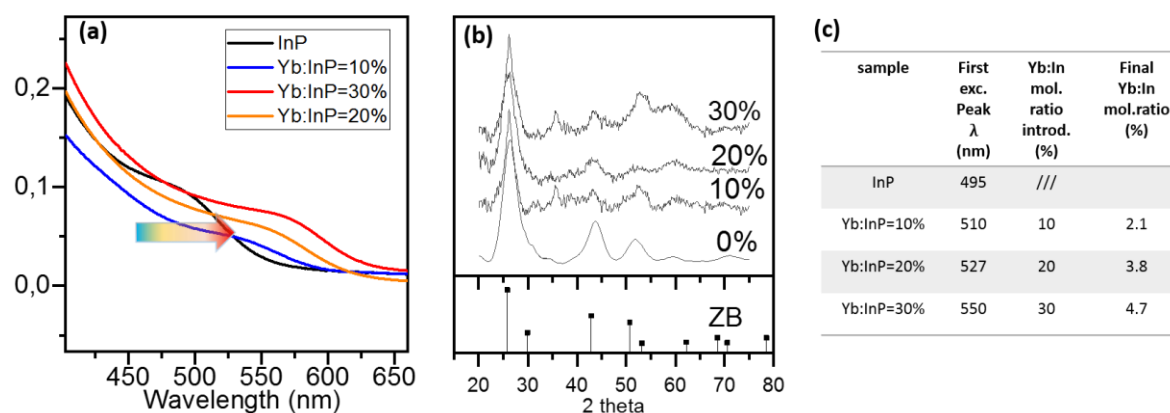 (a)
InP
Yb:InP=10%
Yb:InP=30%
Yb:InP=20%
0,2
0,1
0,0
450 500 550 600 650
Wavelength (nm)
(b)
30%
20%
10%
0%
ZB
20 30 40 50 60 70 80
2 theta
(c)
sample First exc. Peak λ (nm) Yb:In mol. ratio introd. (%) Final Yb:In mol.ratio (%)
InP 495 ///
Yb:InP=10% 510 10 2.1
Yb:InP=20% 527 20 3.8
Yb:InP=30% 550 30 4.7